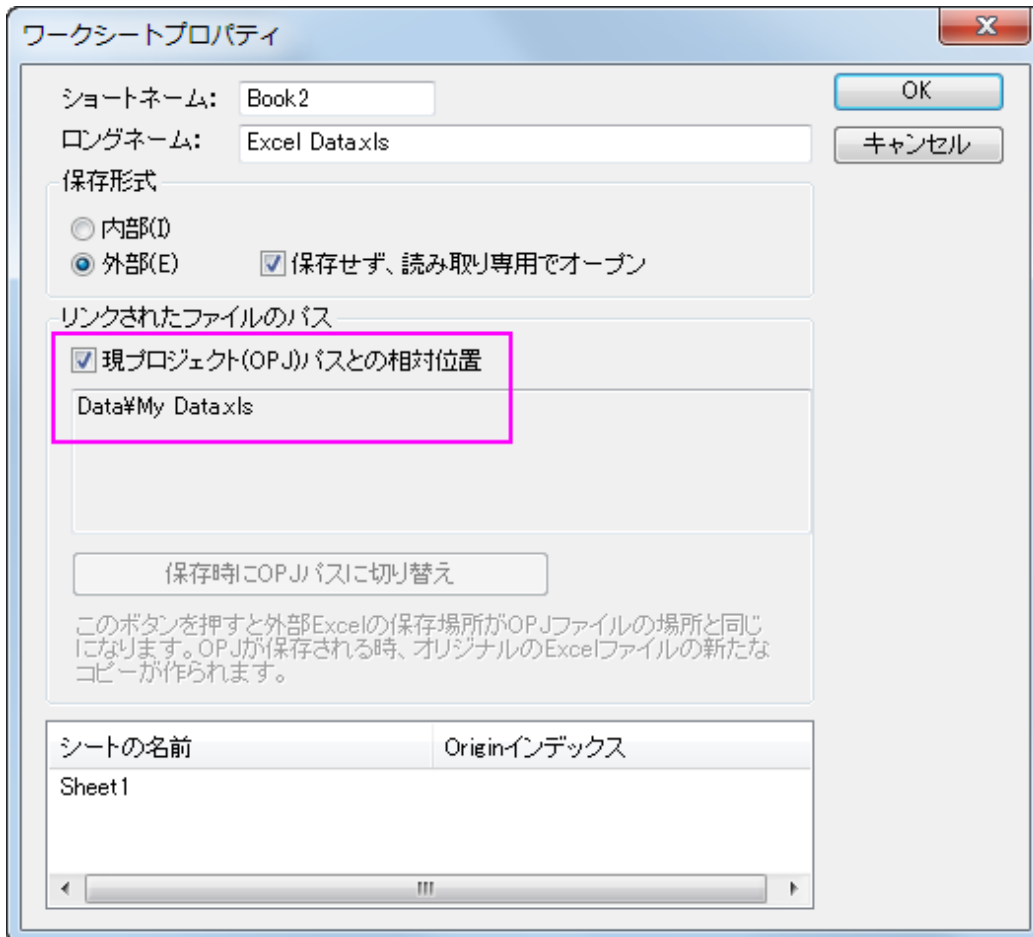 ワークシートプロパティ
ショートネーム: Book2
OK
ロングネーム: Excel Data.xls
キャンセル
保存形式
内部(I)
外部(E) 保存せず、読み取り専用でオープン
リンクされたファイルのパス
現プロジェクト(OPJ)パスとの相対位置
Data¥My Data.xls
保存時にOPJパスに切り替え
このボタンを押すと外部Excelの保存場所がOPJファイルの場所と同じ
になります。OPJが保存される時、オリジナルのExcelファイルの新たな
コピーが作られます。
シートの名前 Originインデックス
Sheet1